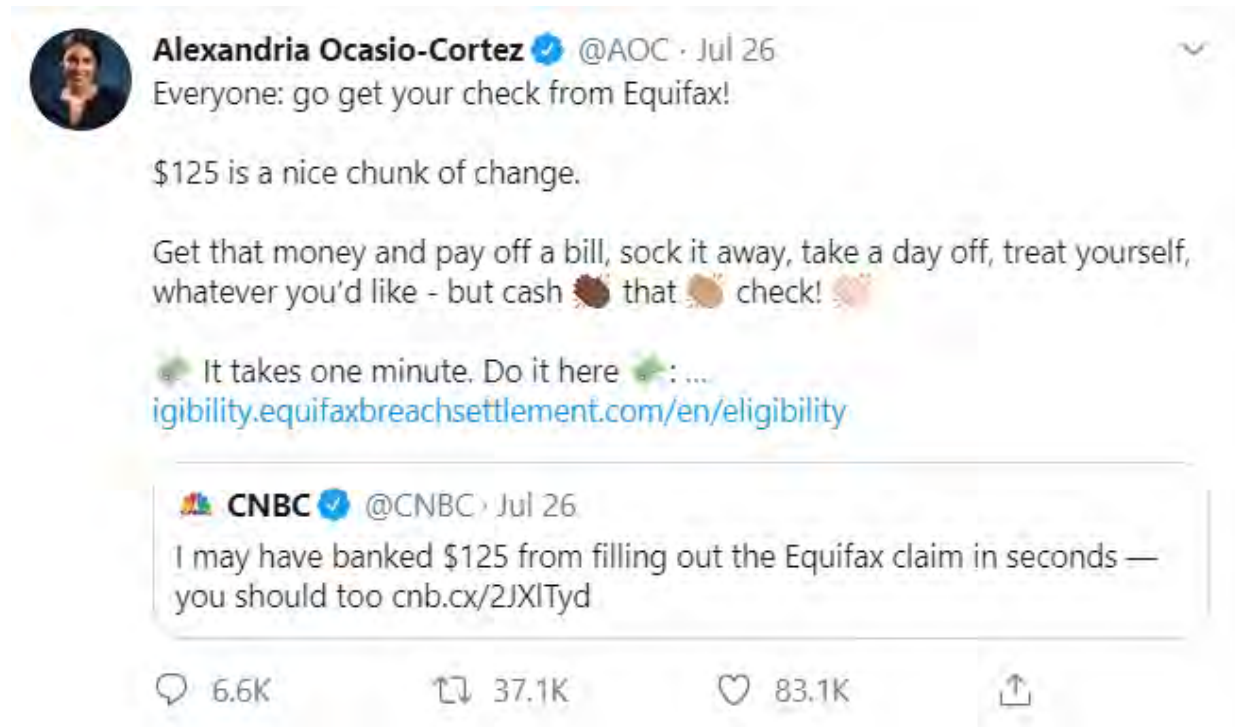 Alexandria Ocasio-Cortez @AOC · Jul 26
Everyone: go get your check from Equifax!
$125 is a nice chunk of change.
Get that money and pay off a bill, sock it away, take a day off, treat yourself,
whatever you'd like - but cash 👏🏿 that 👏🏽 check! 👏🏻
It takes one minute. Do it here : ...
igibility.equifaxbreachsettlement.com/en/eligibility
CNBC @CNBC · Jul 26
I may have banked $125 from filling out the Equifax claim in seconds —
you should too cnb.cx/2JXlTyd
6.6K 37.1K 83.1K